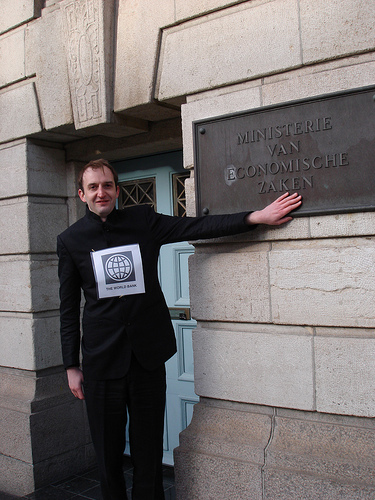 MINISTERIE
VAN
ECONOMISCHE
ZAKEN
THE WORLD BANK